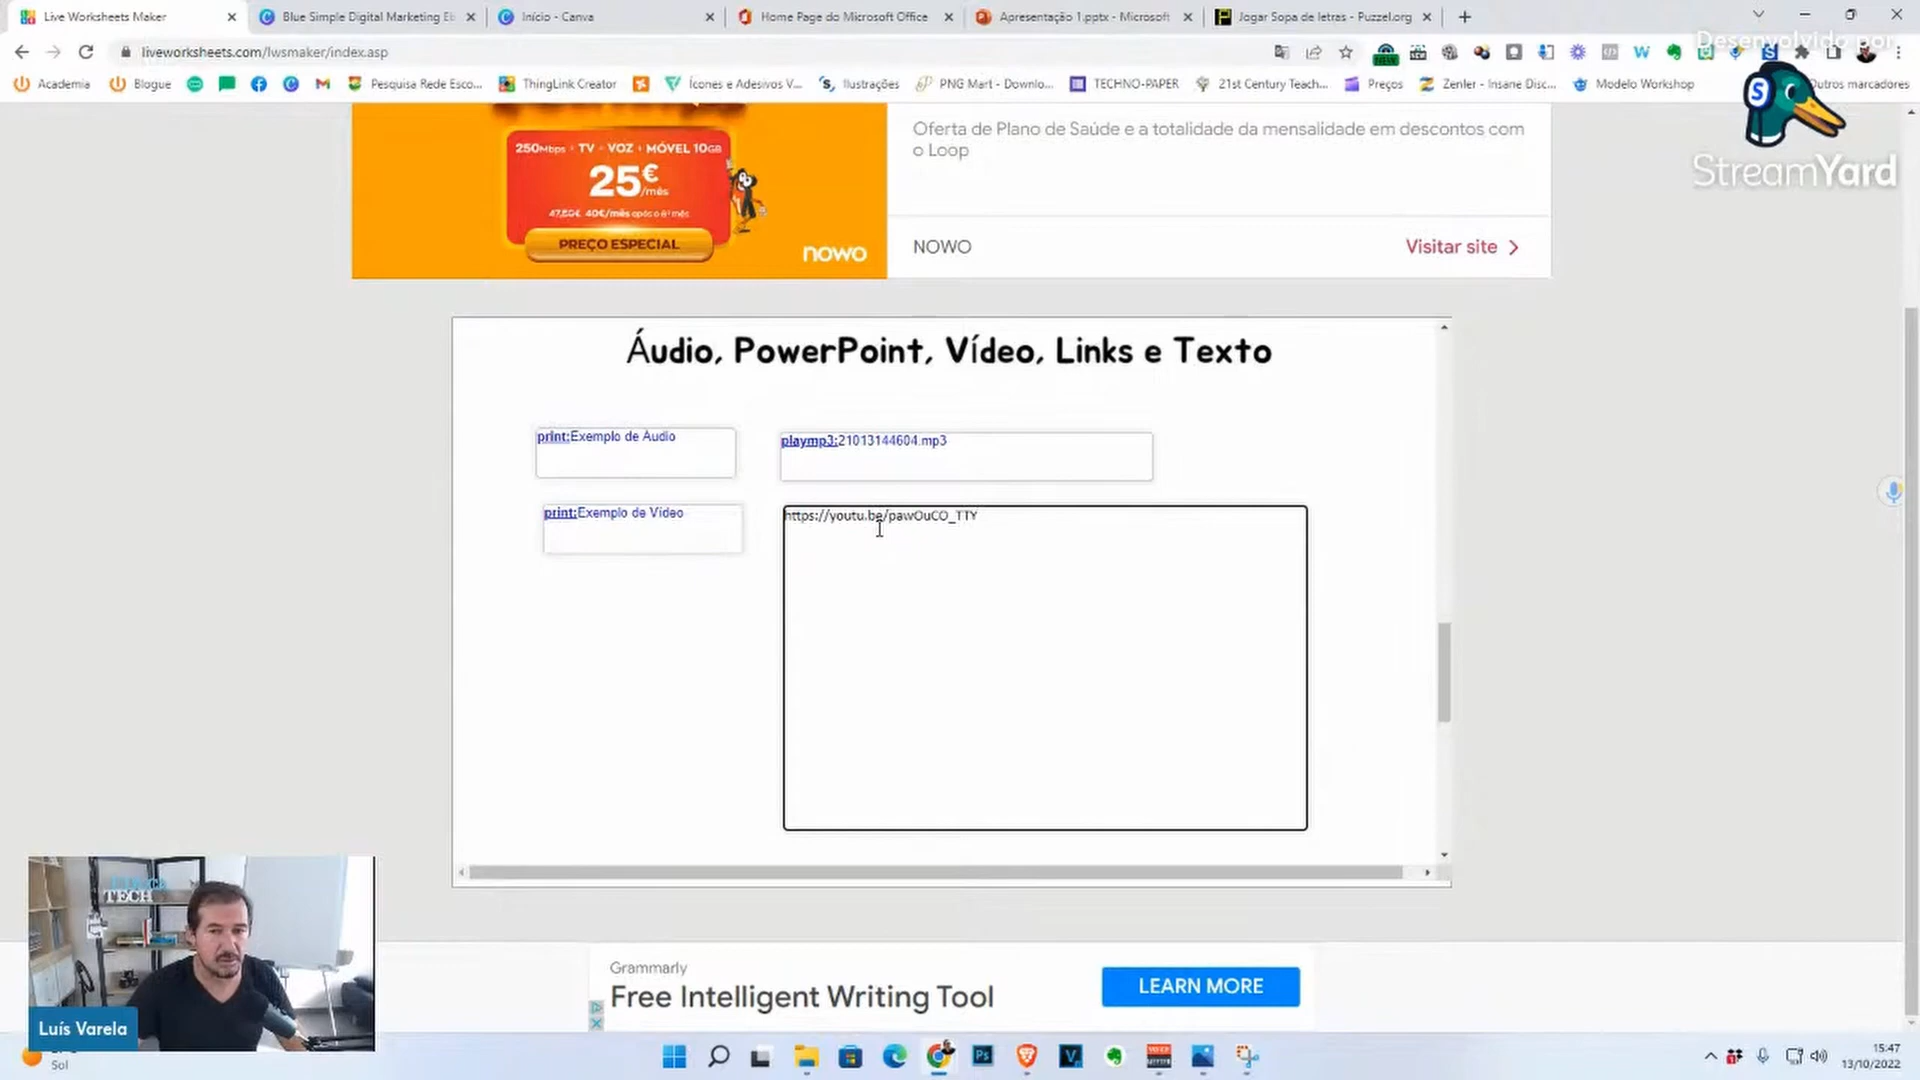 Live Worksheets Maker
Blue Simple Digital Marketing Eb
Início - Canva
Home Page do Microsoft Office
Apresentação 1.pptx - Microsoft
Jogar Sopa de letras - Puzzel.org
liveworksheets.com/lwsmaker/index.asp
Desenvolvido por
Academia
Blogue
Pesquisa Rede Esco...
ThingLink Creator
Ícones e Adesivos V...
Ilustrações
PNG Mart - Downlo...
TECHNO-PAPER
21st Century Teach...
Preços
Zenler - Insane Disc...
Modelo Workshop
Outros marcadores
StreamYard
250Mbps + TV + VOZ + MÓVEL 10GB
25€
/mês
PREÇO ESPECIAL
nowo
Oferta de Plano de Saúde e a totalidade da mensalidade em descontos com
o Loop
NOWO
Visitar site
Áudio, PowerPoint, Vídeo, Links e Texto
print:Exemplo de Áudio
playmp3:21013144604.mp3
print:Exemplo de Vídeo
https://youtu.be/pawOuCO_TTY
TECH
Luís Varela
Grammarly
Free Intelligent Writing Tool
LEARN MORE
Sol
15:47
13/10/2022